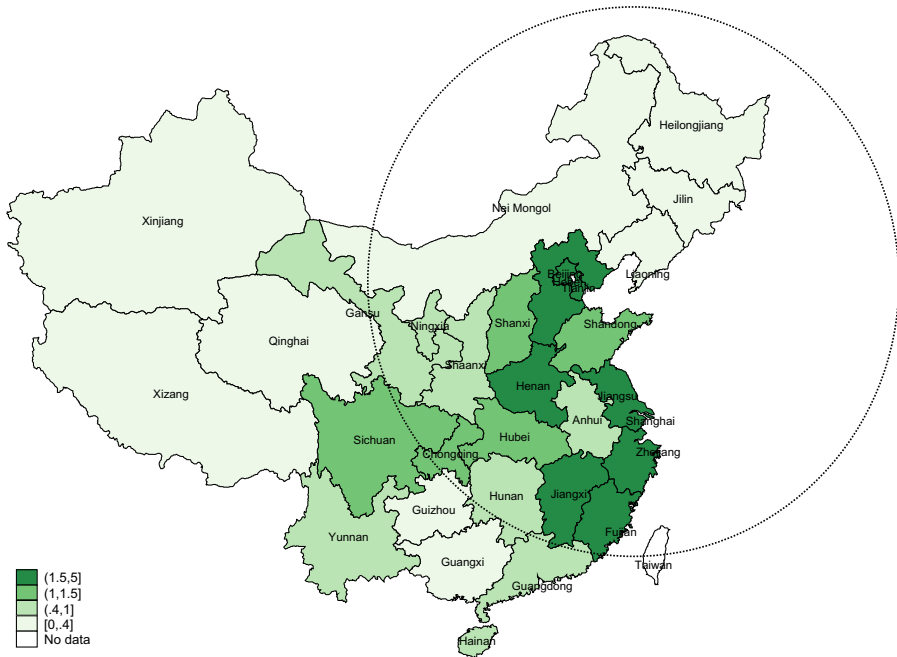 Heilongjiang
Jilin
Nei Mongol
Xinjiang
Liaoning
Beijing
Tianjin
Gansu
Ningxia
Shanxi
Shandong
Qinghai
Shaanxi
Xizang
Henan
Jiangsu
Anhui
Shanghai
Sichuan
Hubei
Chongqing
Zhejiang
Hunan
Jiangxi
Guizhou
Yunnan
Fujian
Guangxi
Taiwan
Guangdong
Hainan
(1.5,5]
(1,1.5]
(.4,1]
[0,.4]
No data